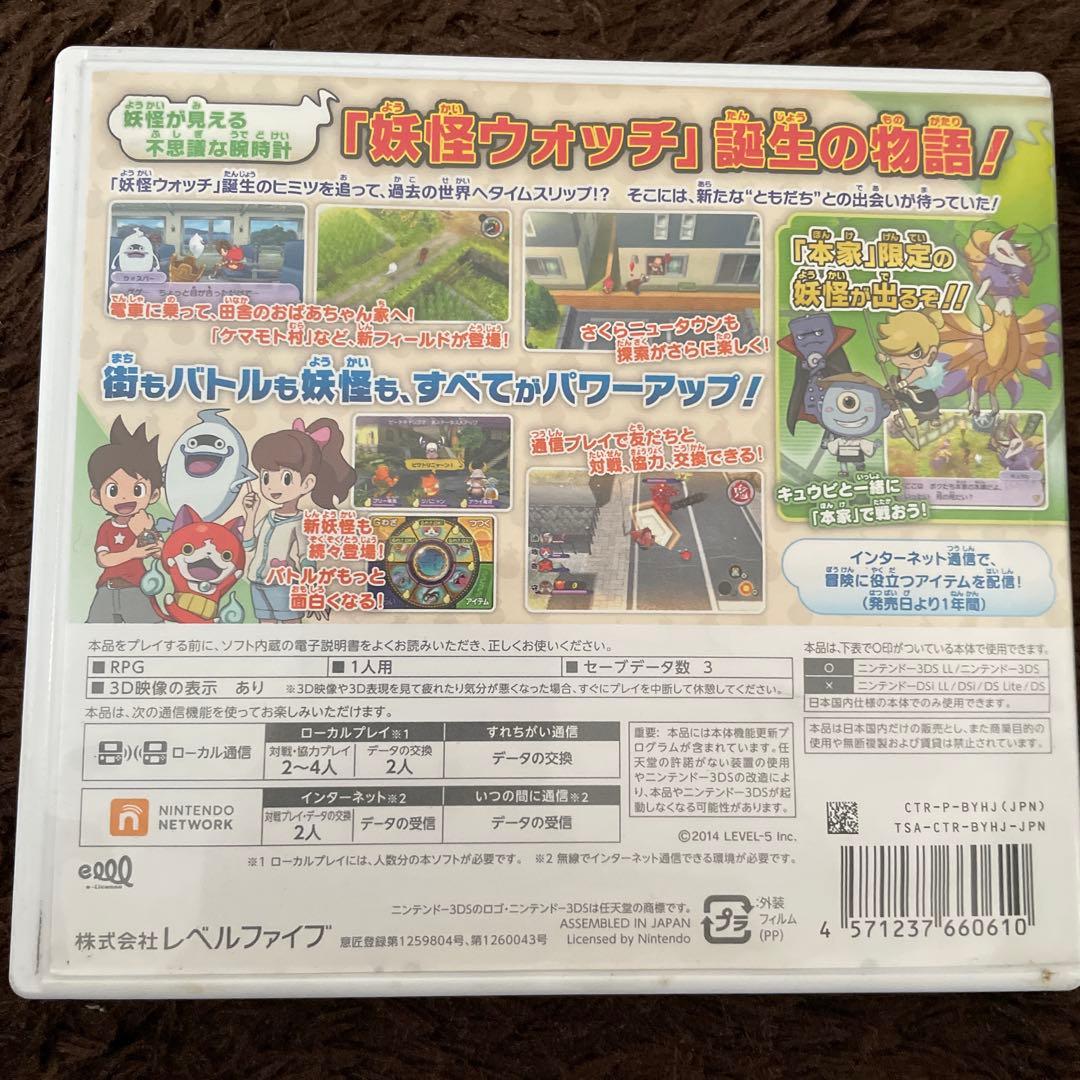 妖怪が見える
不思議な腕時計
「妖怪ウォッチ」誕生の物語!
「妖怪ウォッチ」誕生のヒミツを追って、過去の世界へタイムスリップ!? そこには、新たな“ともだち”との出会いが待っていた!
ウィスパー
電車に乗って、田舎のおばあちゃん家へ!
「ケマモト村」など、新フィールドが登場!
さくらニュータウンも
探索がさらに楽しく!
「本家」限定の
妖怪が出るぞ!!
キュウビと一緒に
「本家」で戦おう!
街もバトルも妖怪も、すべてがパワーアップ!
新妖怪も
続々登場!
バトルがもっと
面白くなる!
つつく
アイテム
通信プレイで友だちと
対戦、協力、交換できる!
インターネット通信で、
冒険に役立つアイテムを配信!
(発売日より1年間)
本品をプレイする前に、ソフト内蔵の電子説明書をよくお読みいただき、正しくお使いください。
■RPG ■1人用 ■セーブデータ数 3
■3D映像の表示 あり ※3D映像や3D表現を見て疲れたり気分が悪くなった場合、すぐにプレイを中断して休憩してください。
本品は、下表で○印がついている本体で使用できます。
○ ニンテンドー3DS LL/ニンテンドー3DS
× ニンテンドーDSi LL/DSi/DS Lite/DS
日本国内仕様の本体でのみ使用できます。
本品は日本国内だけの販売とし、また商業目的の
使用や無断複製および賃貸は禁止されています。
本品は、次の通信機能を使ってお楽しみいただけます。
ローカル通信
ローカルプレイ※1 すれちがい通信
対戦・協力プレイ データの交換 データの交換
2~4人 2人
NINTENDO
NETWORK
インターネット※2 いつの間に通信※2
対戦プレイ・データの交換 データの受信 データの受信
2人
重要:本品には本体機能更新プ
ログラムが含まれています。任
天堂の許諾がない装置の使用
やニンテンドー3DSの改造によ
り、本品やニンテンドー3DSが起
動しなくなる可能性があります。
©2014 LEVEL-5 Inc.
CTR-P-BYHJ(JPN)
TSA-CTR-BYHJ-JPN
※1 ローカルプレイには、人数分の本ソフトが必要です。 ※2 無線でインターネット通信できる環境が必要です。
e-License
株式会社レベルファイブ
意匠登録第1259804号、第1260043号
ニンテンドー3DSのロゴ・ニンテンドー3DSは任天堂の商標です。
ASSEMBLED IN JAPAN
Licensed by Nintendo
プラ
:外装
フィルム
(PP)
4 571237 660610